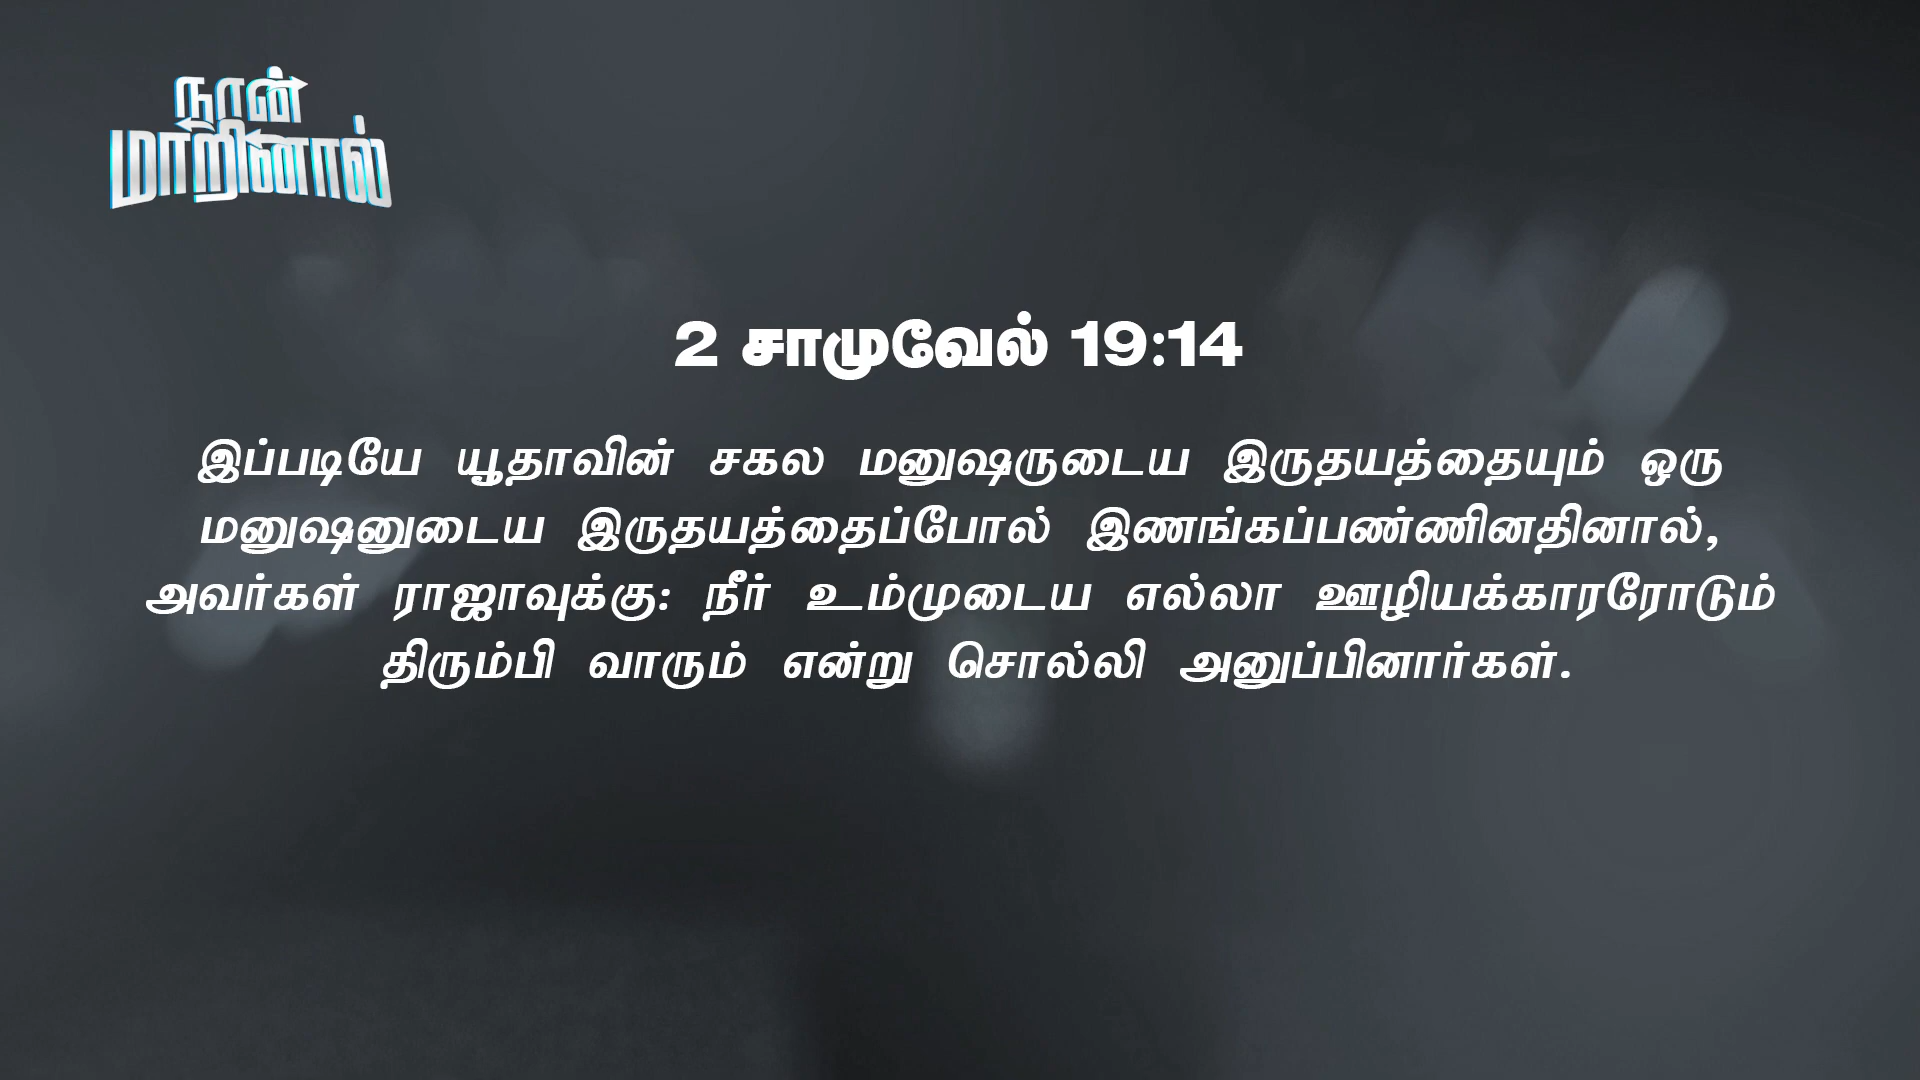 நான்
மாறினால்
2 சாமுவேல் 19:14
இப்படியே யூதாவின் சகல மனுஷருடைய இருதயத்தையும் ஒரு
மனுஷனுடைய இருதயத்தைப்போல் இணங்கப்பண்ணினதினால்,
அவர்கள் ராஜாவுக்கு: நீர் உம்முடைய எல்லா ஊழியக்காரரோடும்
திரும்பி வாரும் என்று சொல்லி அனுப்பினார்கள்.